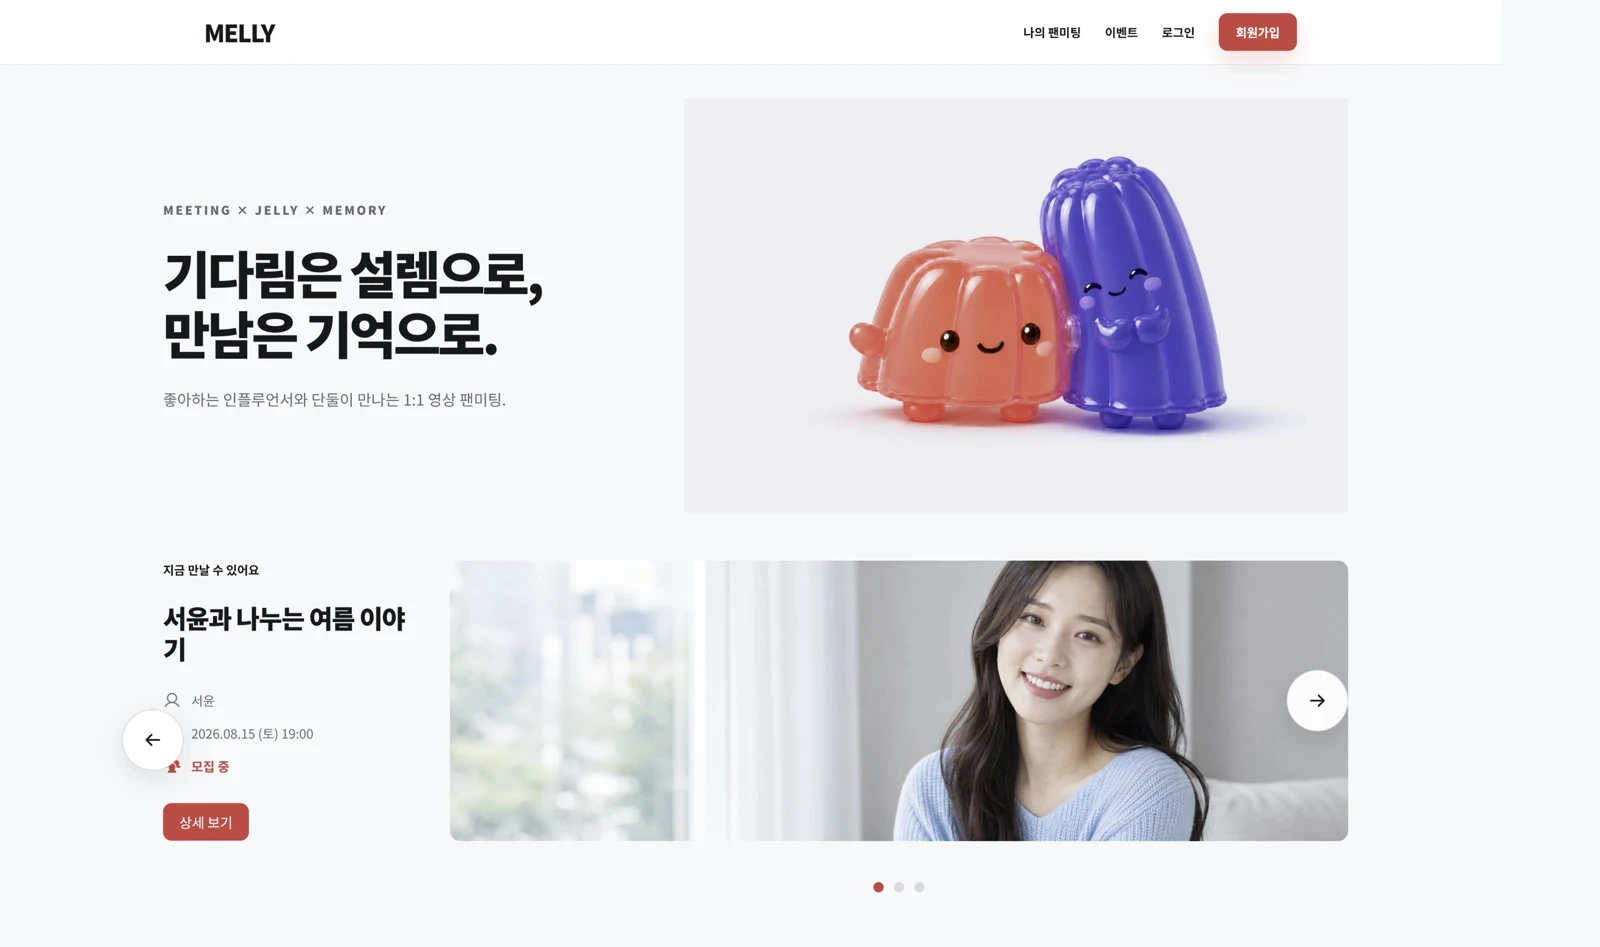 MELLY
나의 팬미팅
이벤트
로그인
회원가입
MEETING × JELLY × MEMORY
기다림은 설렘으로,
만남은 기억으로.
좋아하는 인플루언서와 단둘이 만나는 1:1 영상 팬미팅.
지금 만날 수 있어요
서윤과 나누는 여름 이야
기
서윤
2026.08.15 (토) 19:00
모집 중
상세 보기